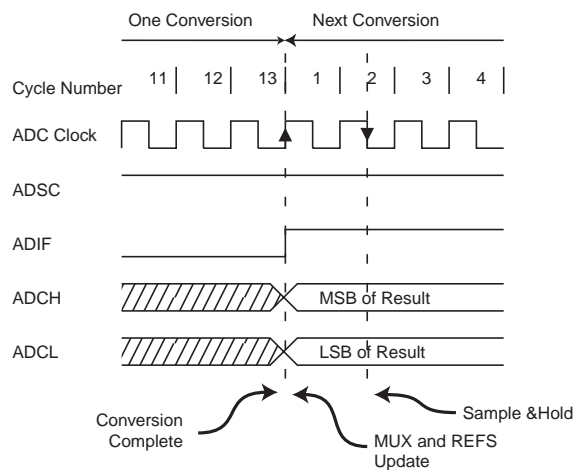 One Conversion Next Conversion
Cycle Number 11 12 13 1 2 3 4
ADC Clock
ADSC
ADIF
ADCH MSB of Result
ADCL LSB of Result
Conversion
Complete
MUX and REFS
Update
Sample &Hold